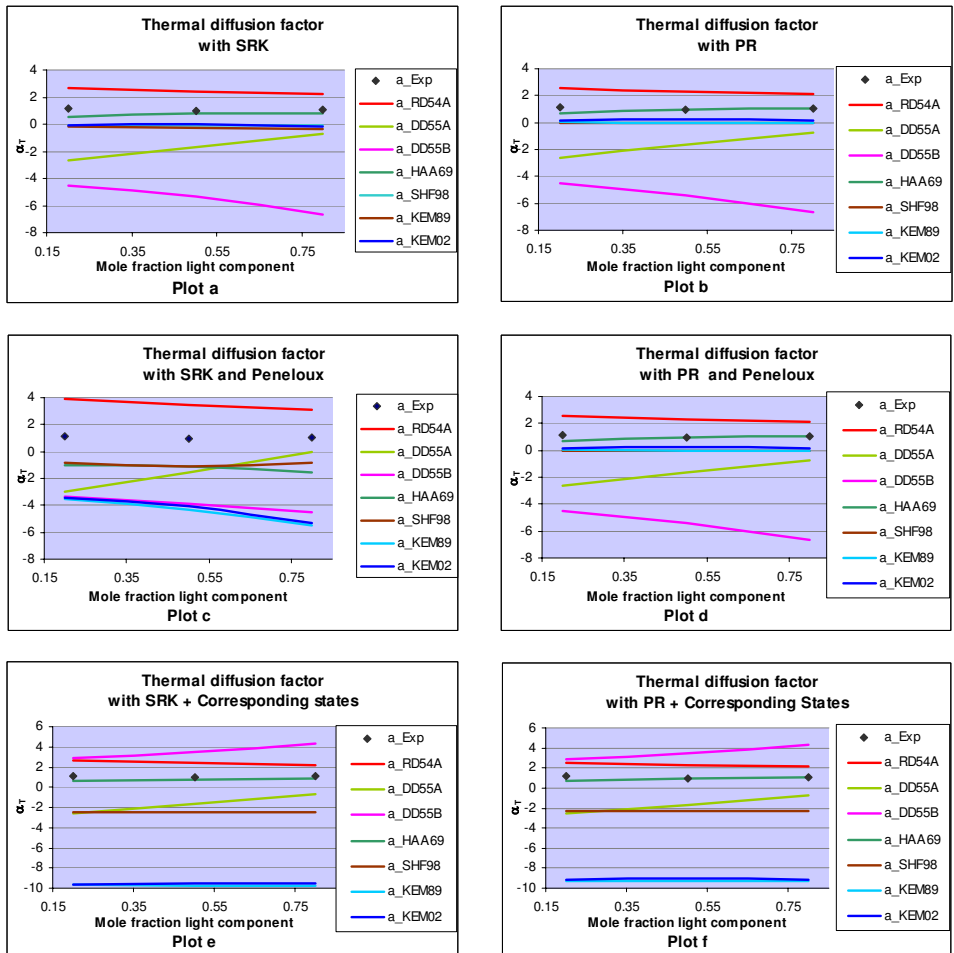 Thermal diffusion factor
with SRK
4
2
0
-2
-4
-6
-8
αT
0.15 0.35 0.55 0.75
Mole fraction light component
Plot a
a_Exp
a_RD54A
a_DD55A
a_DD55B
a_HAA69
a_SHF98
a_KEM89
a_KEM02
Thermal diffusion factor
with PR
4
2
0
-2
-4
-6
-8
αT
0.15 0.35 0.55 0.75
Mole fraction light component
Plot b
a_Exp
a_RD54A
a_DD55A
a_DD55B
a_HAA69
a_SHF98
a_KEM89
a_KEM02
Thermal diffusion factor
with SRK and Peneloux
4
2
0
-2
-4
-6
-8
αT
0.15 0.35 0.55 0.75
Mole fraction light component
Plot c
a_Exp
a_RD54A
a_DD55A
a_DD55B
a_HAA69
a_SHF98
a_KEM89
a_KEM02
Thermal diffusion factor
with PR and Peneloux
4
2
0
-2
-4
-6
-8
αT
0.15 0.35 0.55 0.75
Mole fraction light component
Plot d
a_Exp
a_RD54A
a_DD55A
a_DD55B
a_HAA69
a_SHF98
a_KEM89
a_KEM02
Thermal diffusion factor
with SRK + Corresponding states
6
4
2
0
-2
-4
-6
-8
-10
αT
0.15 0.35 0.55 0.75
Mole fraction light component
Plot e
a_Exp
a_RD54A
a_DD55A
a_DD55B
a_HAA69
a_SHF98
a_KEM89
a_KEM02
Thermal diffusion factor
with PR + Corresponding States
6
4
2
0
-2
-4
-6
-8
-10
αT
0.15 0.35 0.55 0.75
Mole fraction light component
Plot f
a_Exp
a_RD54A
a_DD55A
a_DD55B
a_HAA69
a_SHF98
a_KEM89
a_KEM02